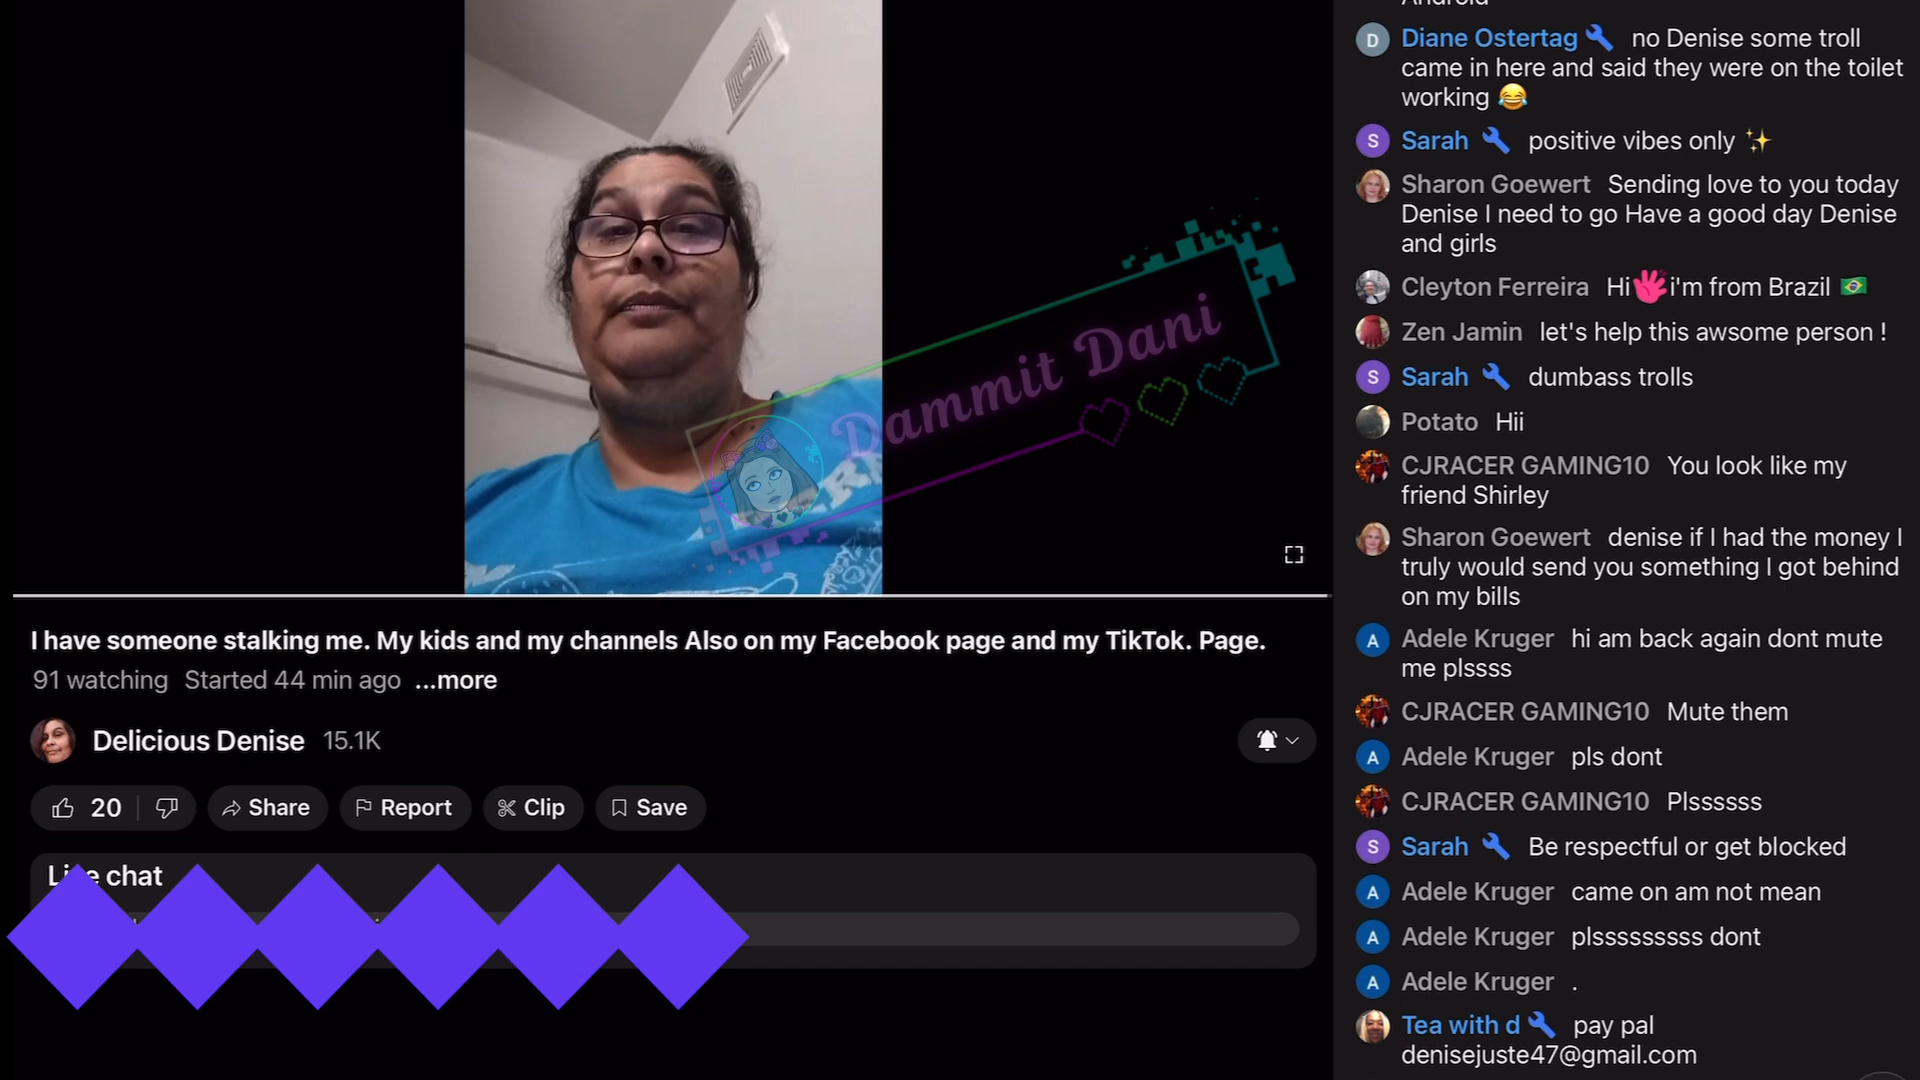 Android
Diane Ostertag no Denise some troll
came in here and said they were on the toilet
working 😂
Sarah positive vibes only ✨
Sharon Goewert Sending love to you today
Denise I need to go Have a good day Denise
and girls
Cleyton Ferreira Hi i'm from Brazil 🇧🇷
Zen Jamin let's help this awsome person !
Sarah dumbass trolls
Potato Hii
CJRACER GAMING10 You look like my
friend Shirley
Sharon Goewert denise if I had the money I
truly would send you something I got behind
on my bills
Adele Kruger hi am back again dont mute
me plssss
CJRACER GAMING10 Mute them
Adele Kruger pls dont
CJRACER GAMING10 Plssssss
Sarah Be respectful or get blocked
Adele Kruger came on am not mean
Adele Kruger plsssssssss dont
Adele Kruger .
Tea with d pay pal
denisejuste47@gmail.com
Dammit Dani
I have someone stalking me. My kids and my channels Also on my Facebook page and my TikTok. Page.
91 watching Started 44 min ago ...more
Delicious Denise 15.1K
20 Share Report Clip Save
Live chat